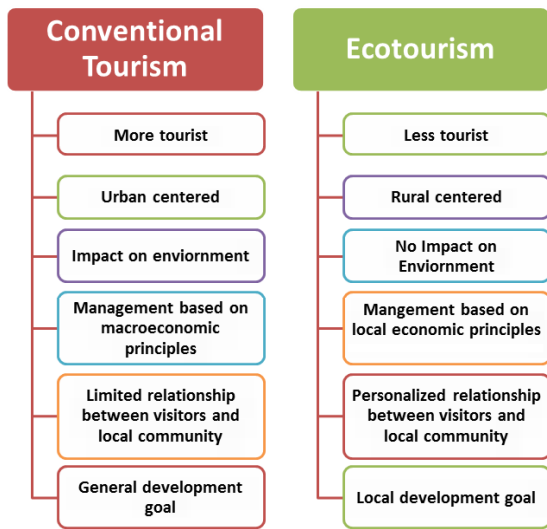 Conventional
Tourism
More tourist
Urban centered
Impact on enviornment
Management based on
macroeconomic
principles
Limited relationship
between visitors and
local community
General development
goal
Ecotourism
Less tourist
Rural centered
No Impact on
Enviornment
Mangement based on
local economic principles
Personalized relationship
between visitors and
local community
Local development goal